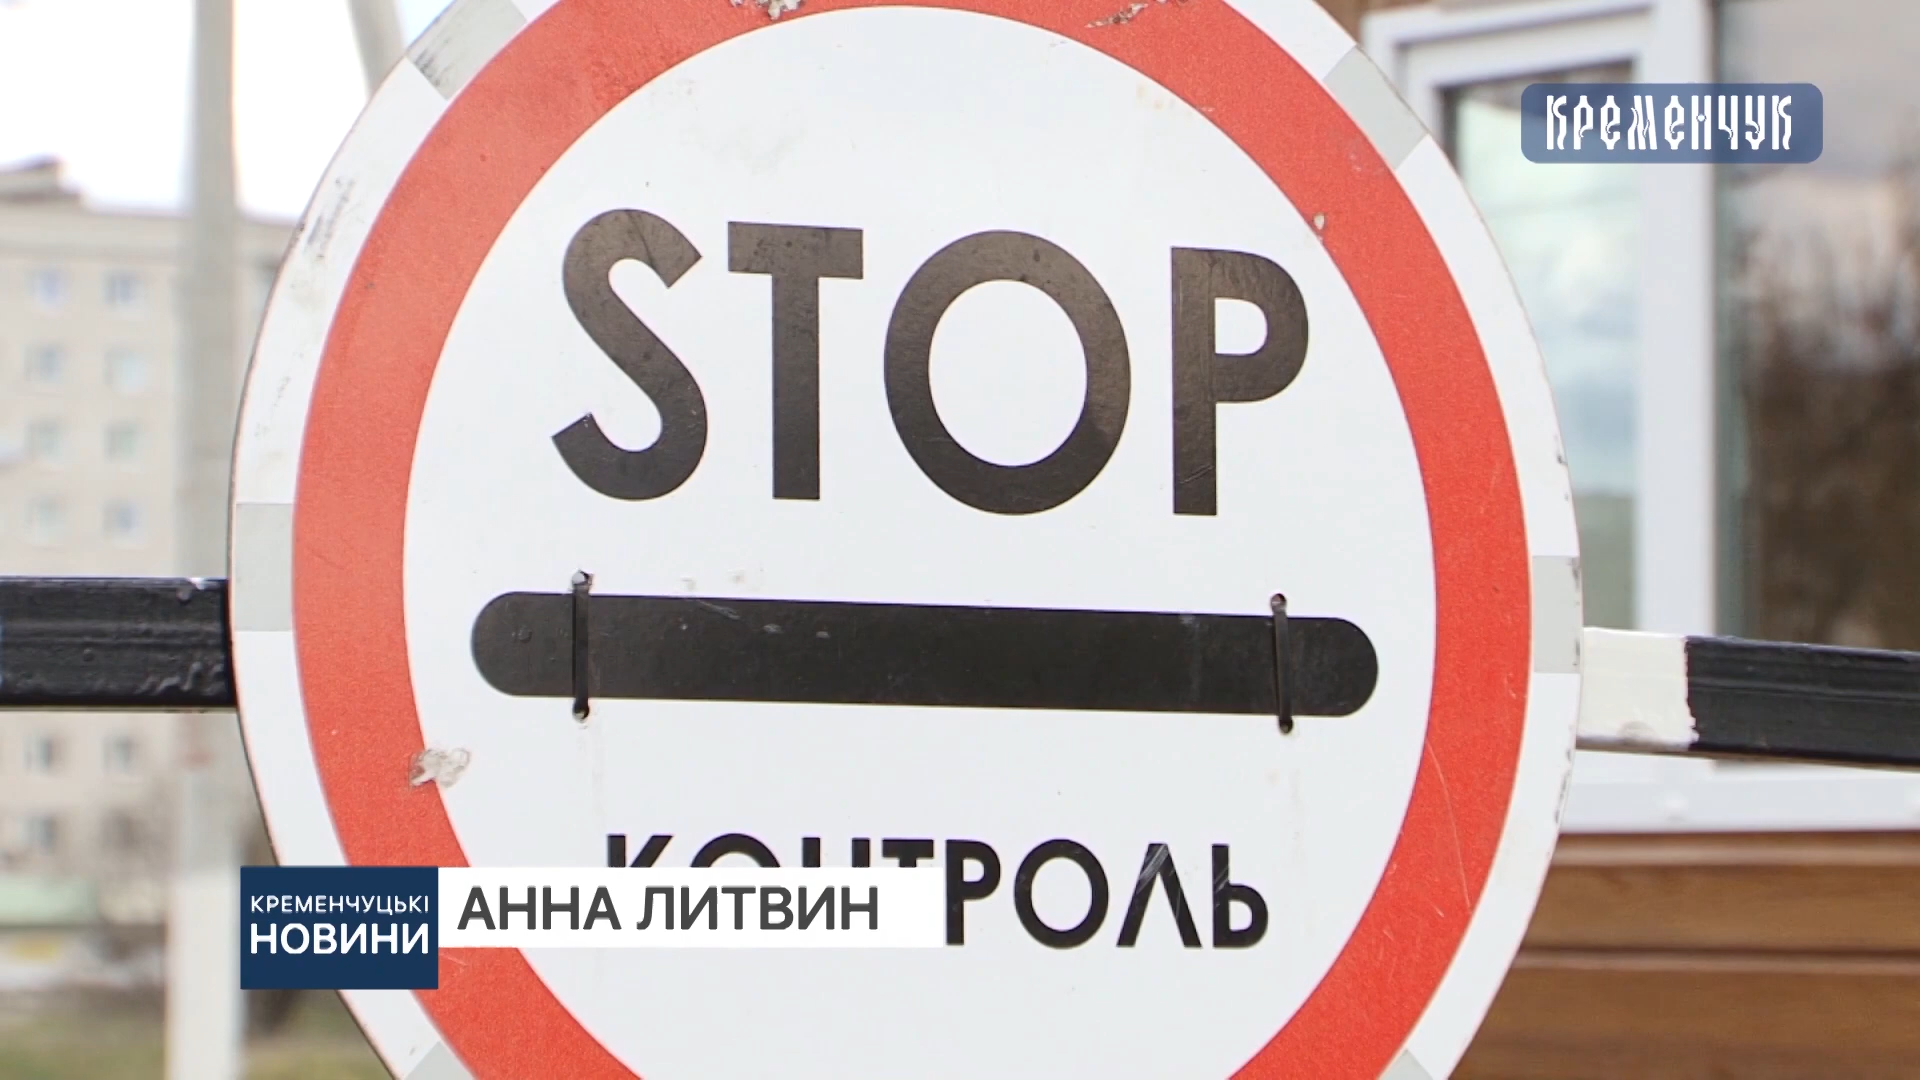 КРЕМЕНЧУК
STOP
КОНТРОЛЬ
КРЕМЕНЧУЦЬКІ
НОВИНИ
АННА ЛИТВИН